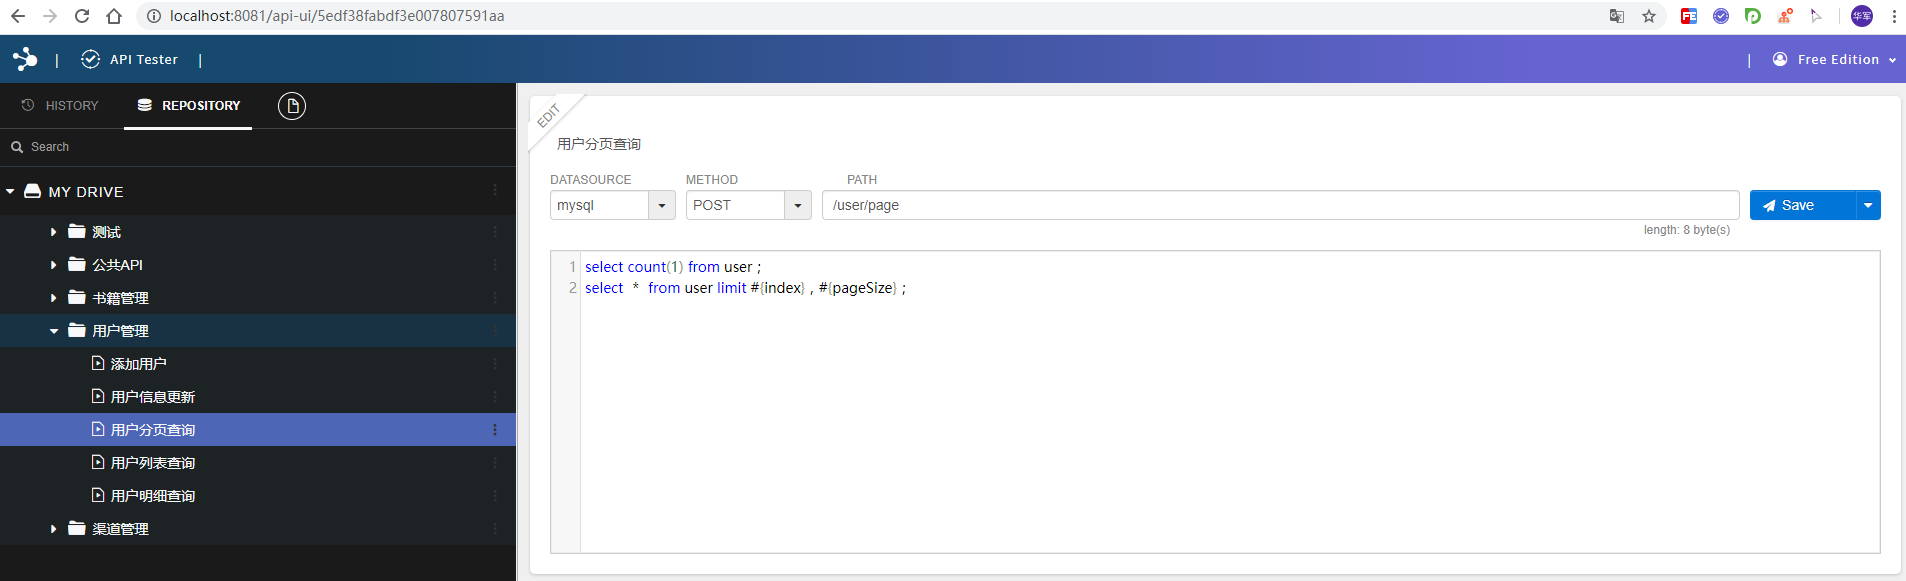 localhost:8081/api-ui/5edf38fabdf3e007807591aa
华军
API Tester
Free Edition
HISTORY
REPOSITORY
Search
MY DRIVE
测试
公共API
书籍管理
用户管理
添加用户
用户信息更新
用户分页查询
用户列表查询
用户明细查询
渠道管理
EDIT
用户分页查询
DATASOURCE METHOD PATH
mysql POST /user/page Save
length: 8 byte(s)
1 select count(1) from user ;
2 select * from user limit #{index} , #{pageSize} ;